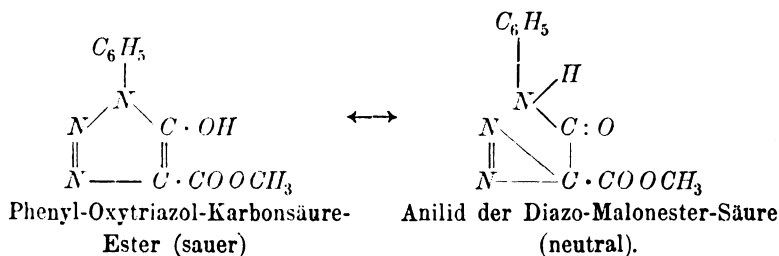 C₆H₅
N
N C · OH
N C · COOCH₃
Phenyl-Oxytriazol-Karbonsäure-
Ester (sauer)
C₆H₅
H
N
N C : O
N C · COOCH₃
Anilid der Diazo-Malonester-Säure
(neutral).